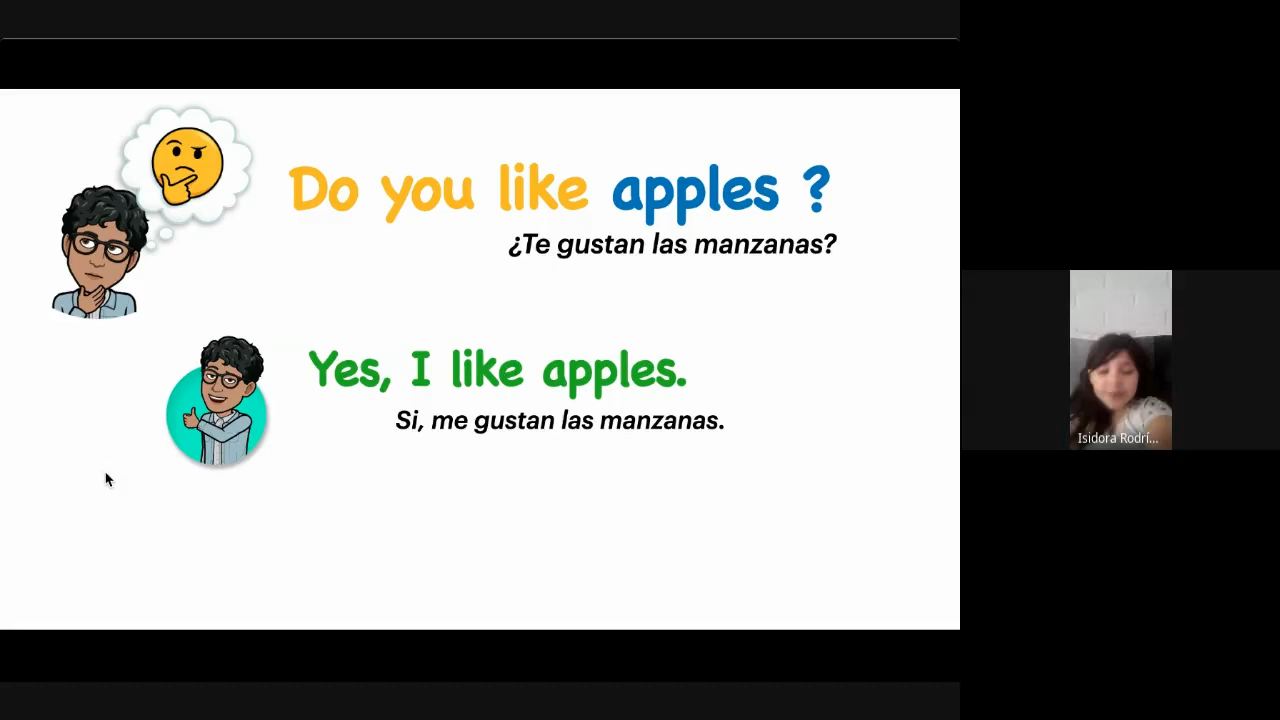 Do you like apples ?
¿Te gustan las manzanas?
Yes, I like apples.
Si, me gustan las manzanas.
Isidora Rodrí...